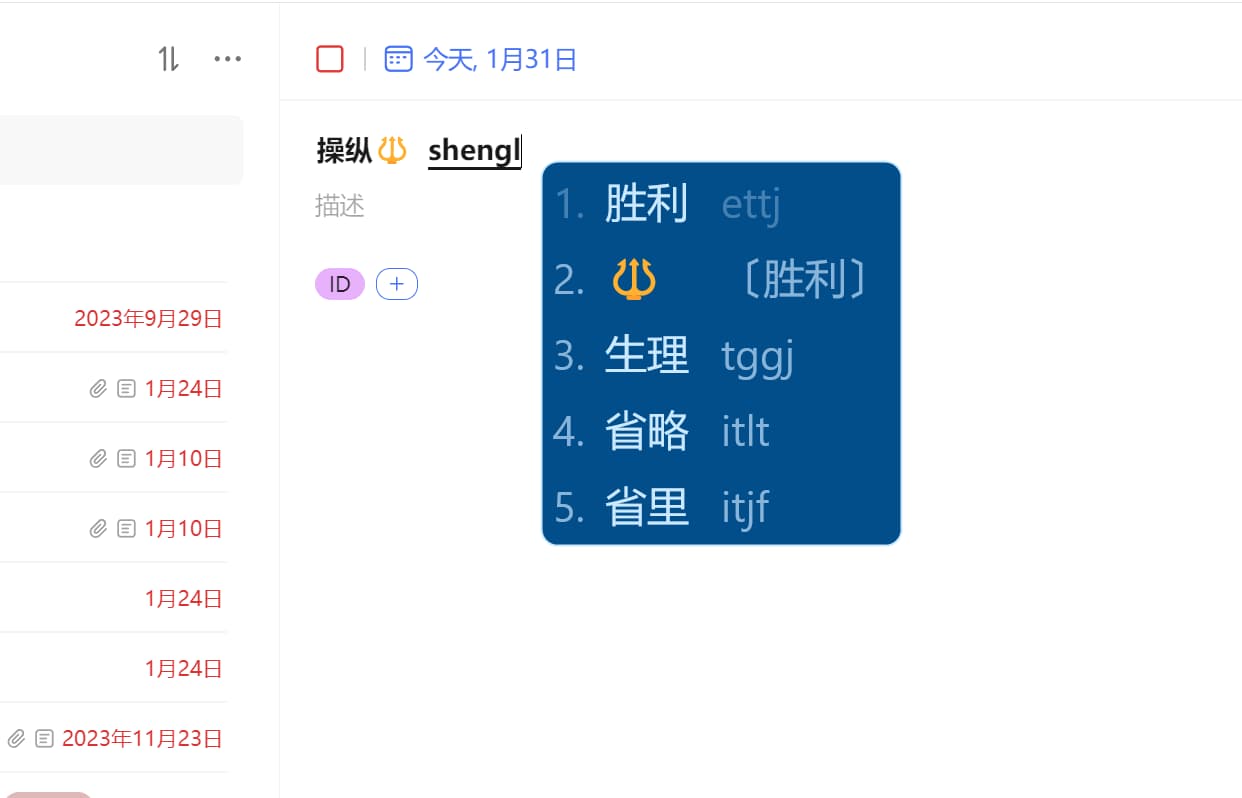 今天, 1月31日
操纵🔱 shengl
描述
ID +
1. 胜利 ettj
2. 🔱 〔胜利〕
3. 生理 tggj
4. 省略 itlt
5. 省里 itjf
2023年9月29日
1月24日
1月10日
1月10日
1月24日
1月24日
2023年11月23日